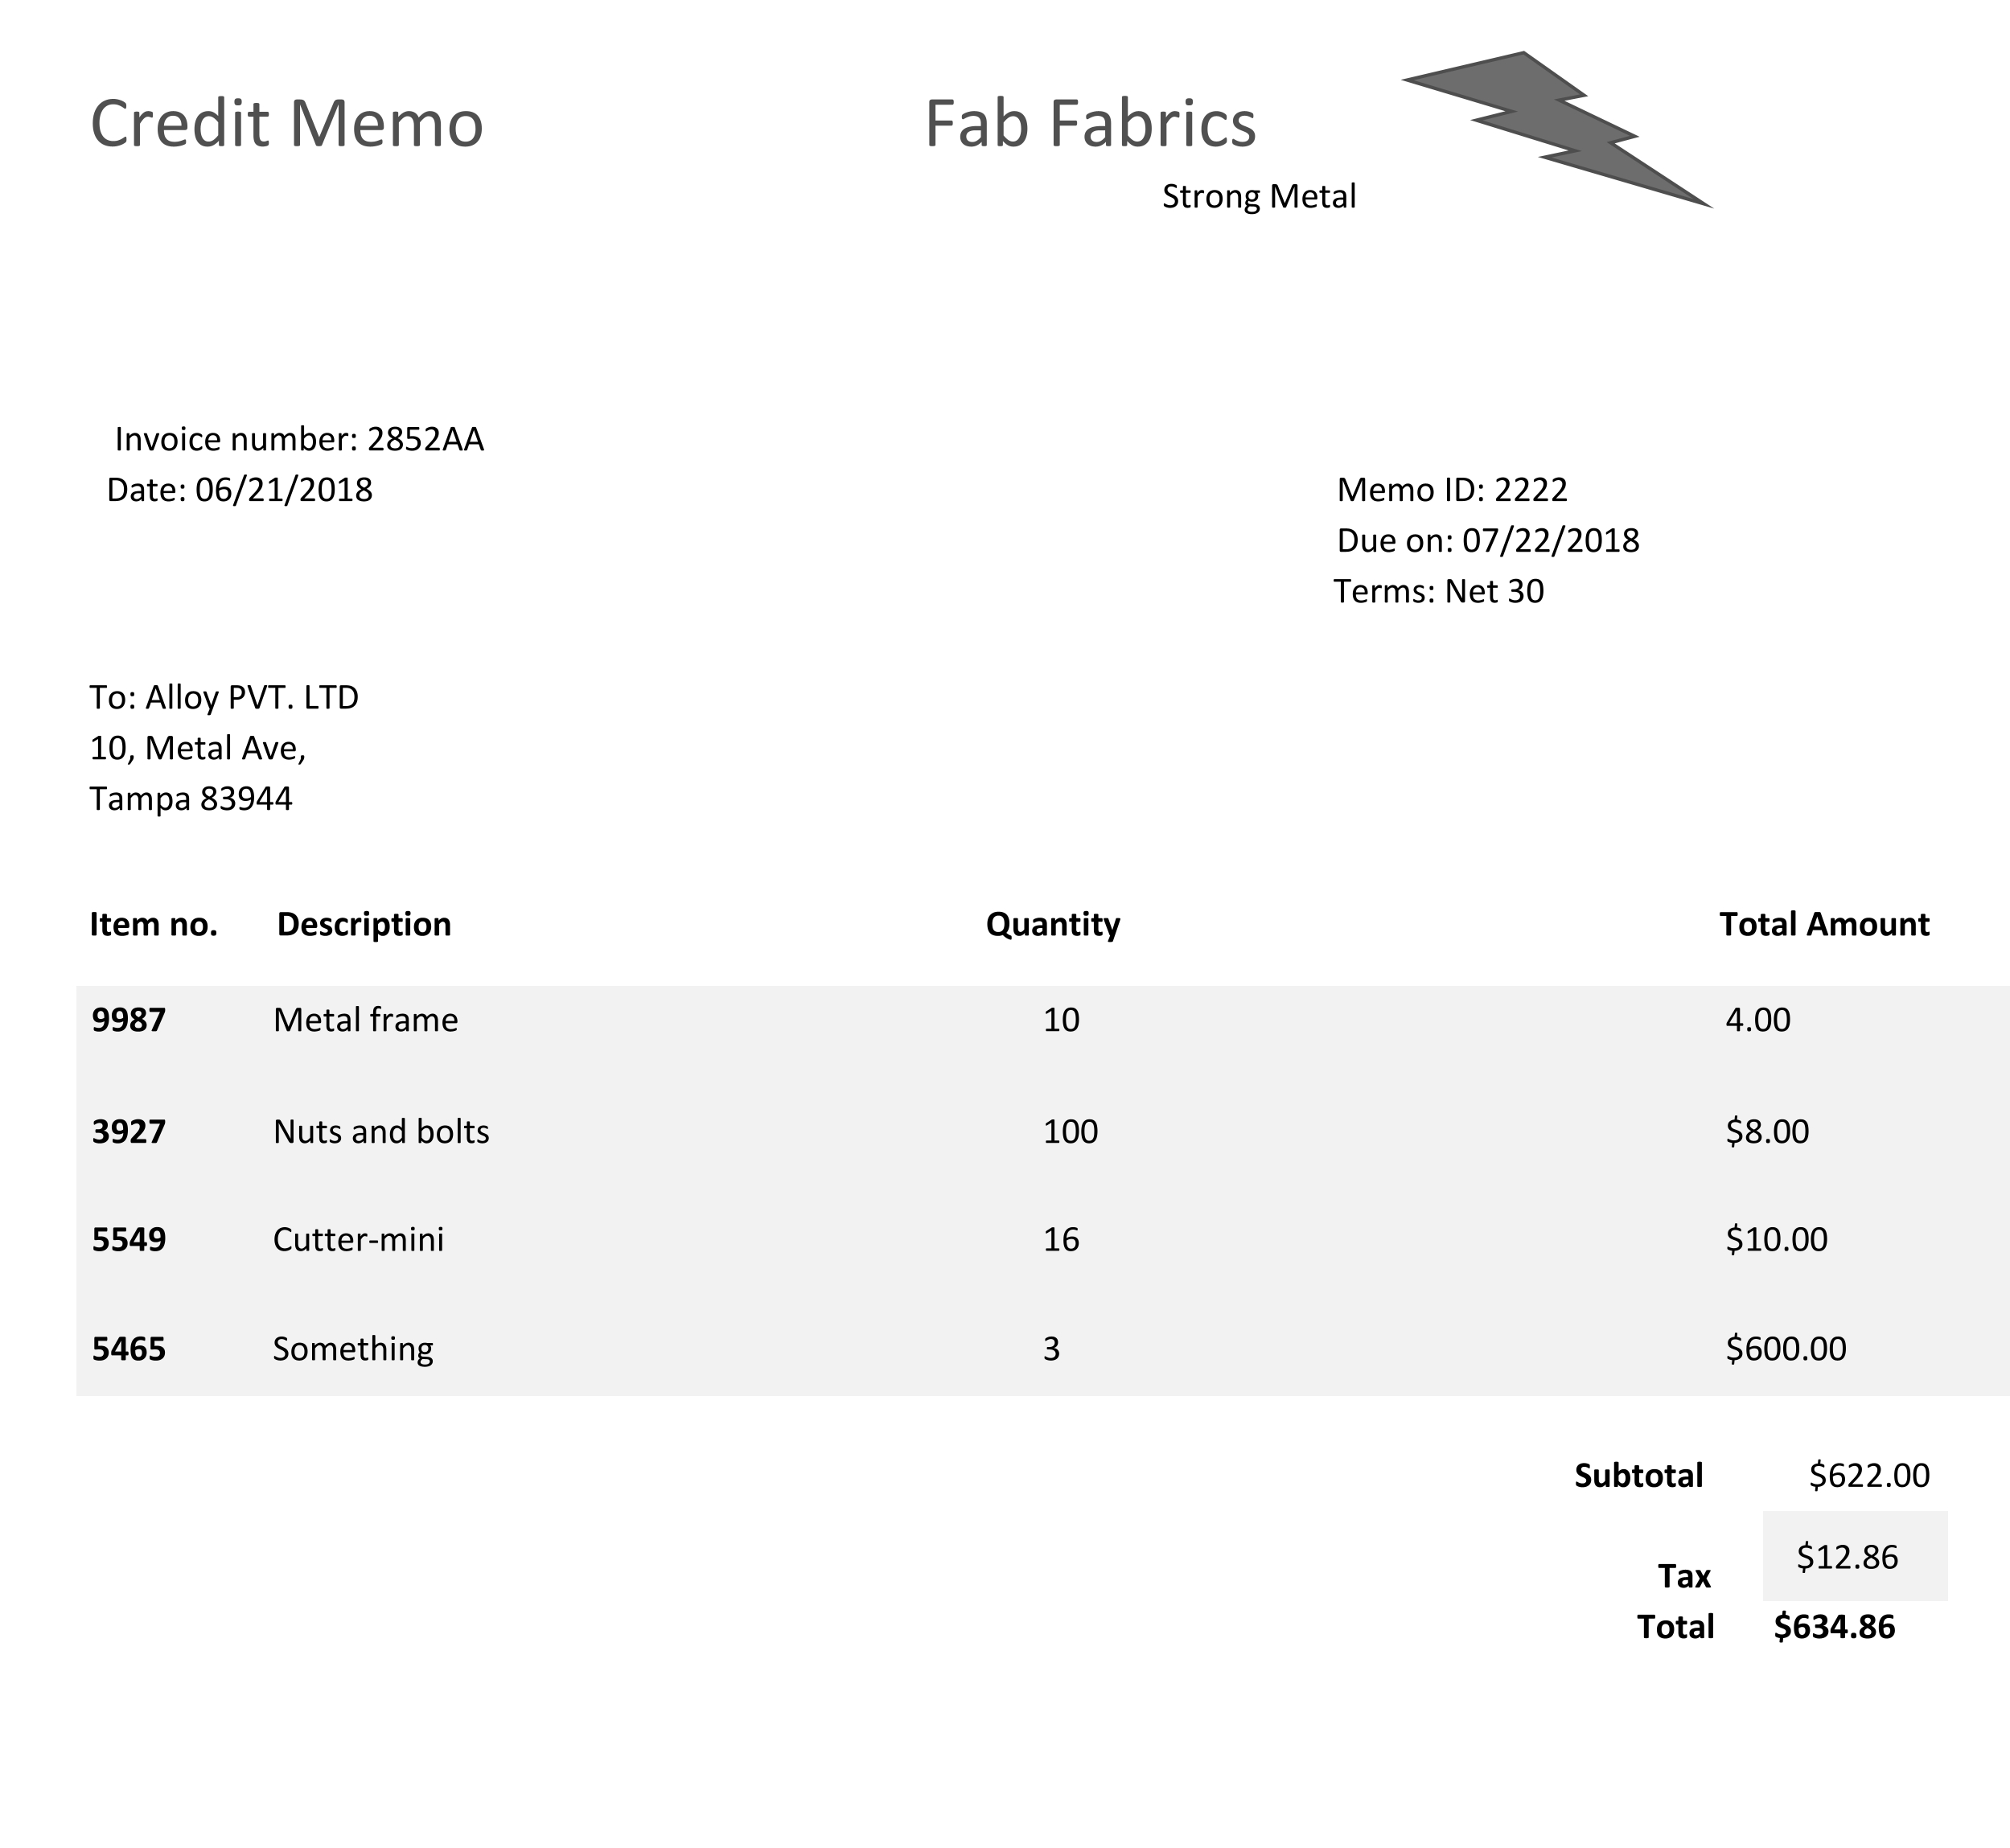 Credit Memo
Fab Fabrics
Strong Metal
Invoice number: 2852AA
Date: 06/21/2018
Memo ID: 2222
Due on: 07/22/2018
Terms: Net 30
To: Alloy PVT. LTD
10, Metal Ave,
Tampa 83944
Item no. Description Quantity Total Amount
9987 Metal frame 10 4.00
3927 Nuts and bolts 100 $8.00
5549 Cutter-mini 16 $10.00
5465 Something 3 $600.00
Subtotal $622.00
Tax $12.86
Total $634.86